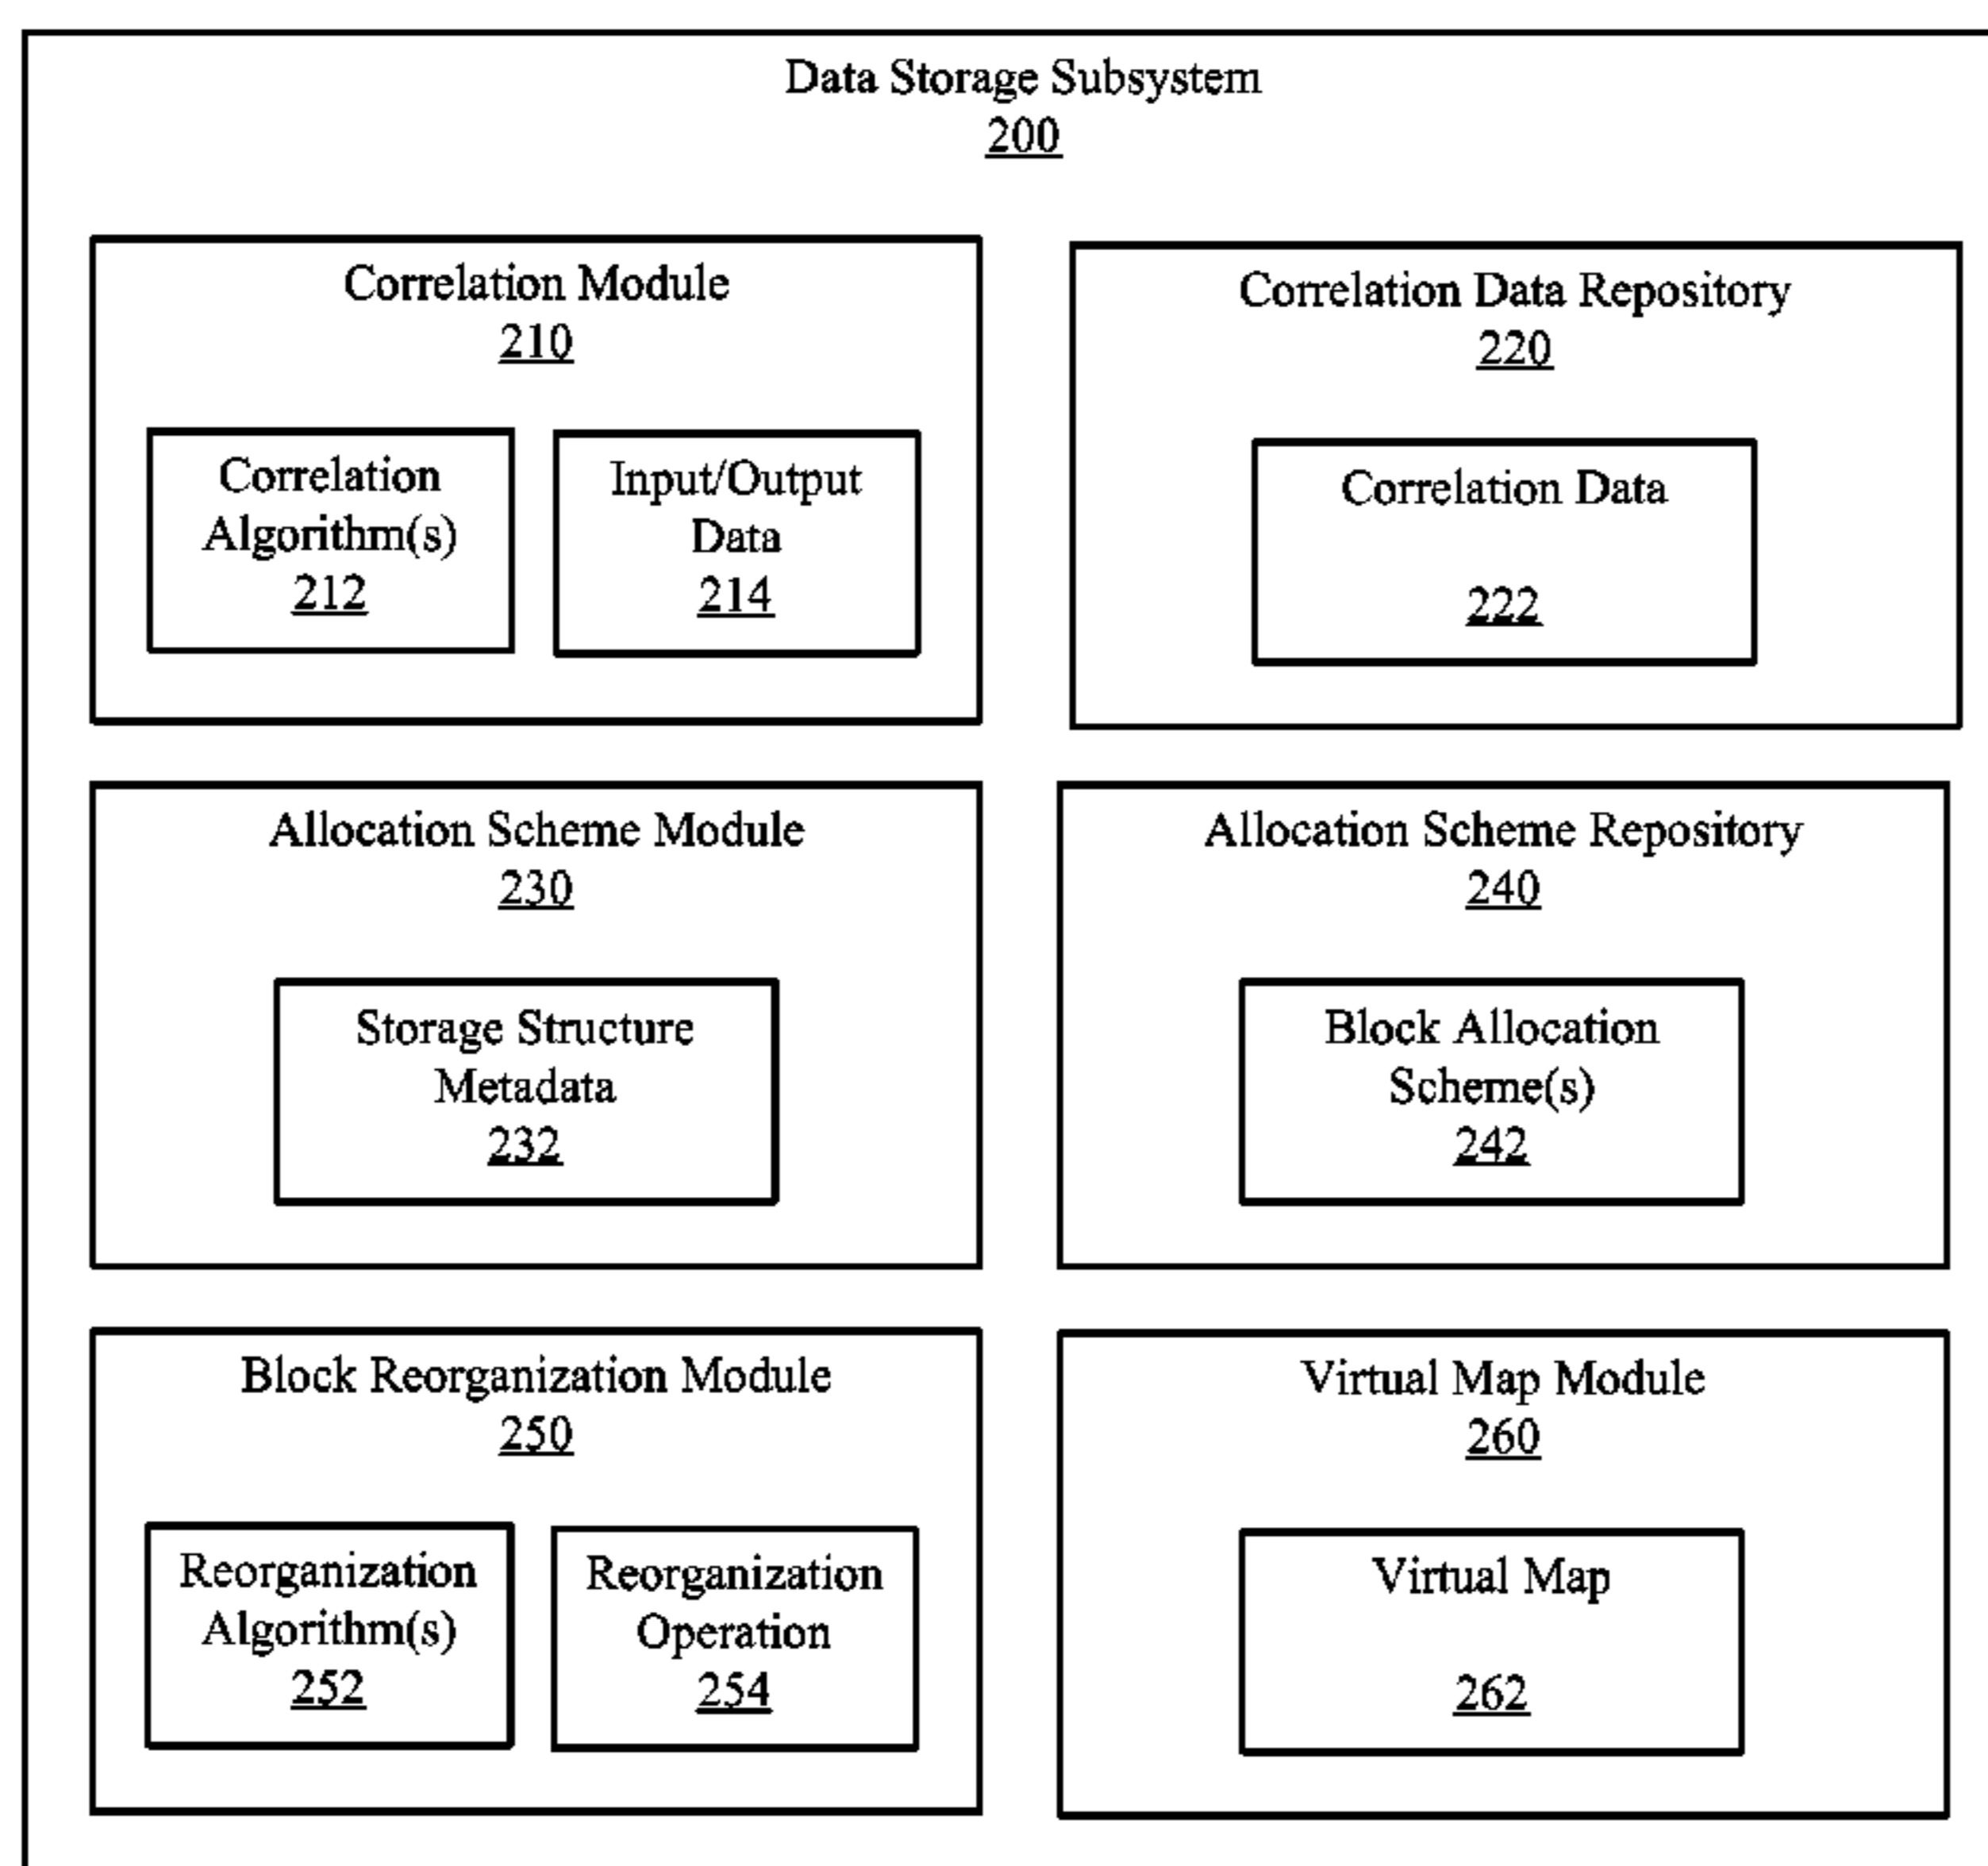 Data Storage Subsystem
200
Correlation Module
210
Correlation
Algorithm(s)
212
Input/Output
Data
214
Correlation Data Repository
220
Correlation Data
222
Allocation Scheme Module
230
Storage Structure
Metadata
232
Allocation Scheme Repository
240
Block Allocation
Scheme(s)
242
Block Reorganization Module
250
Reorganization
Algorithm(s)
252
Reorganization
Operation
254
Virtual Map Module
260
Virtual Map
262